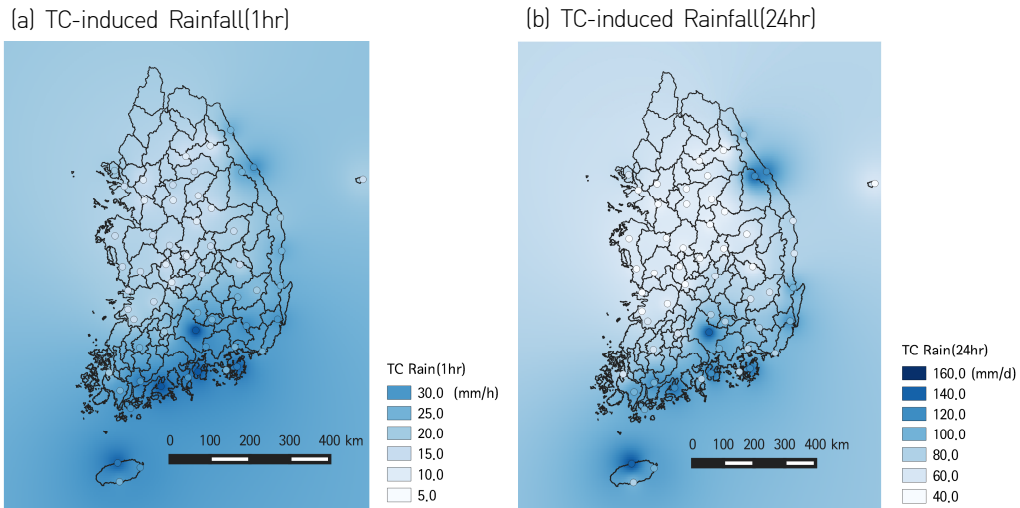 (a) TC-induced Rainfall(1hr)
(b) TC-induced Rainfall(24hr)
TC Rain(1hr)
30.0 (mm/h)
25.0
20.0
15.0
10.0
5.0
0 100 200 300 400 km
TC Rain(24hr)
160.0 (mm/d)
140.0
120.0
100.0
80.0
60.0
40.0
0 100 200 300 400 km